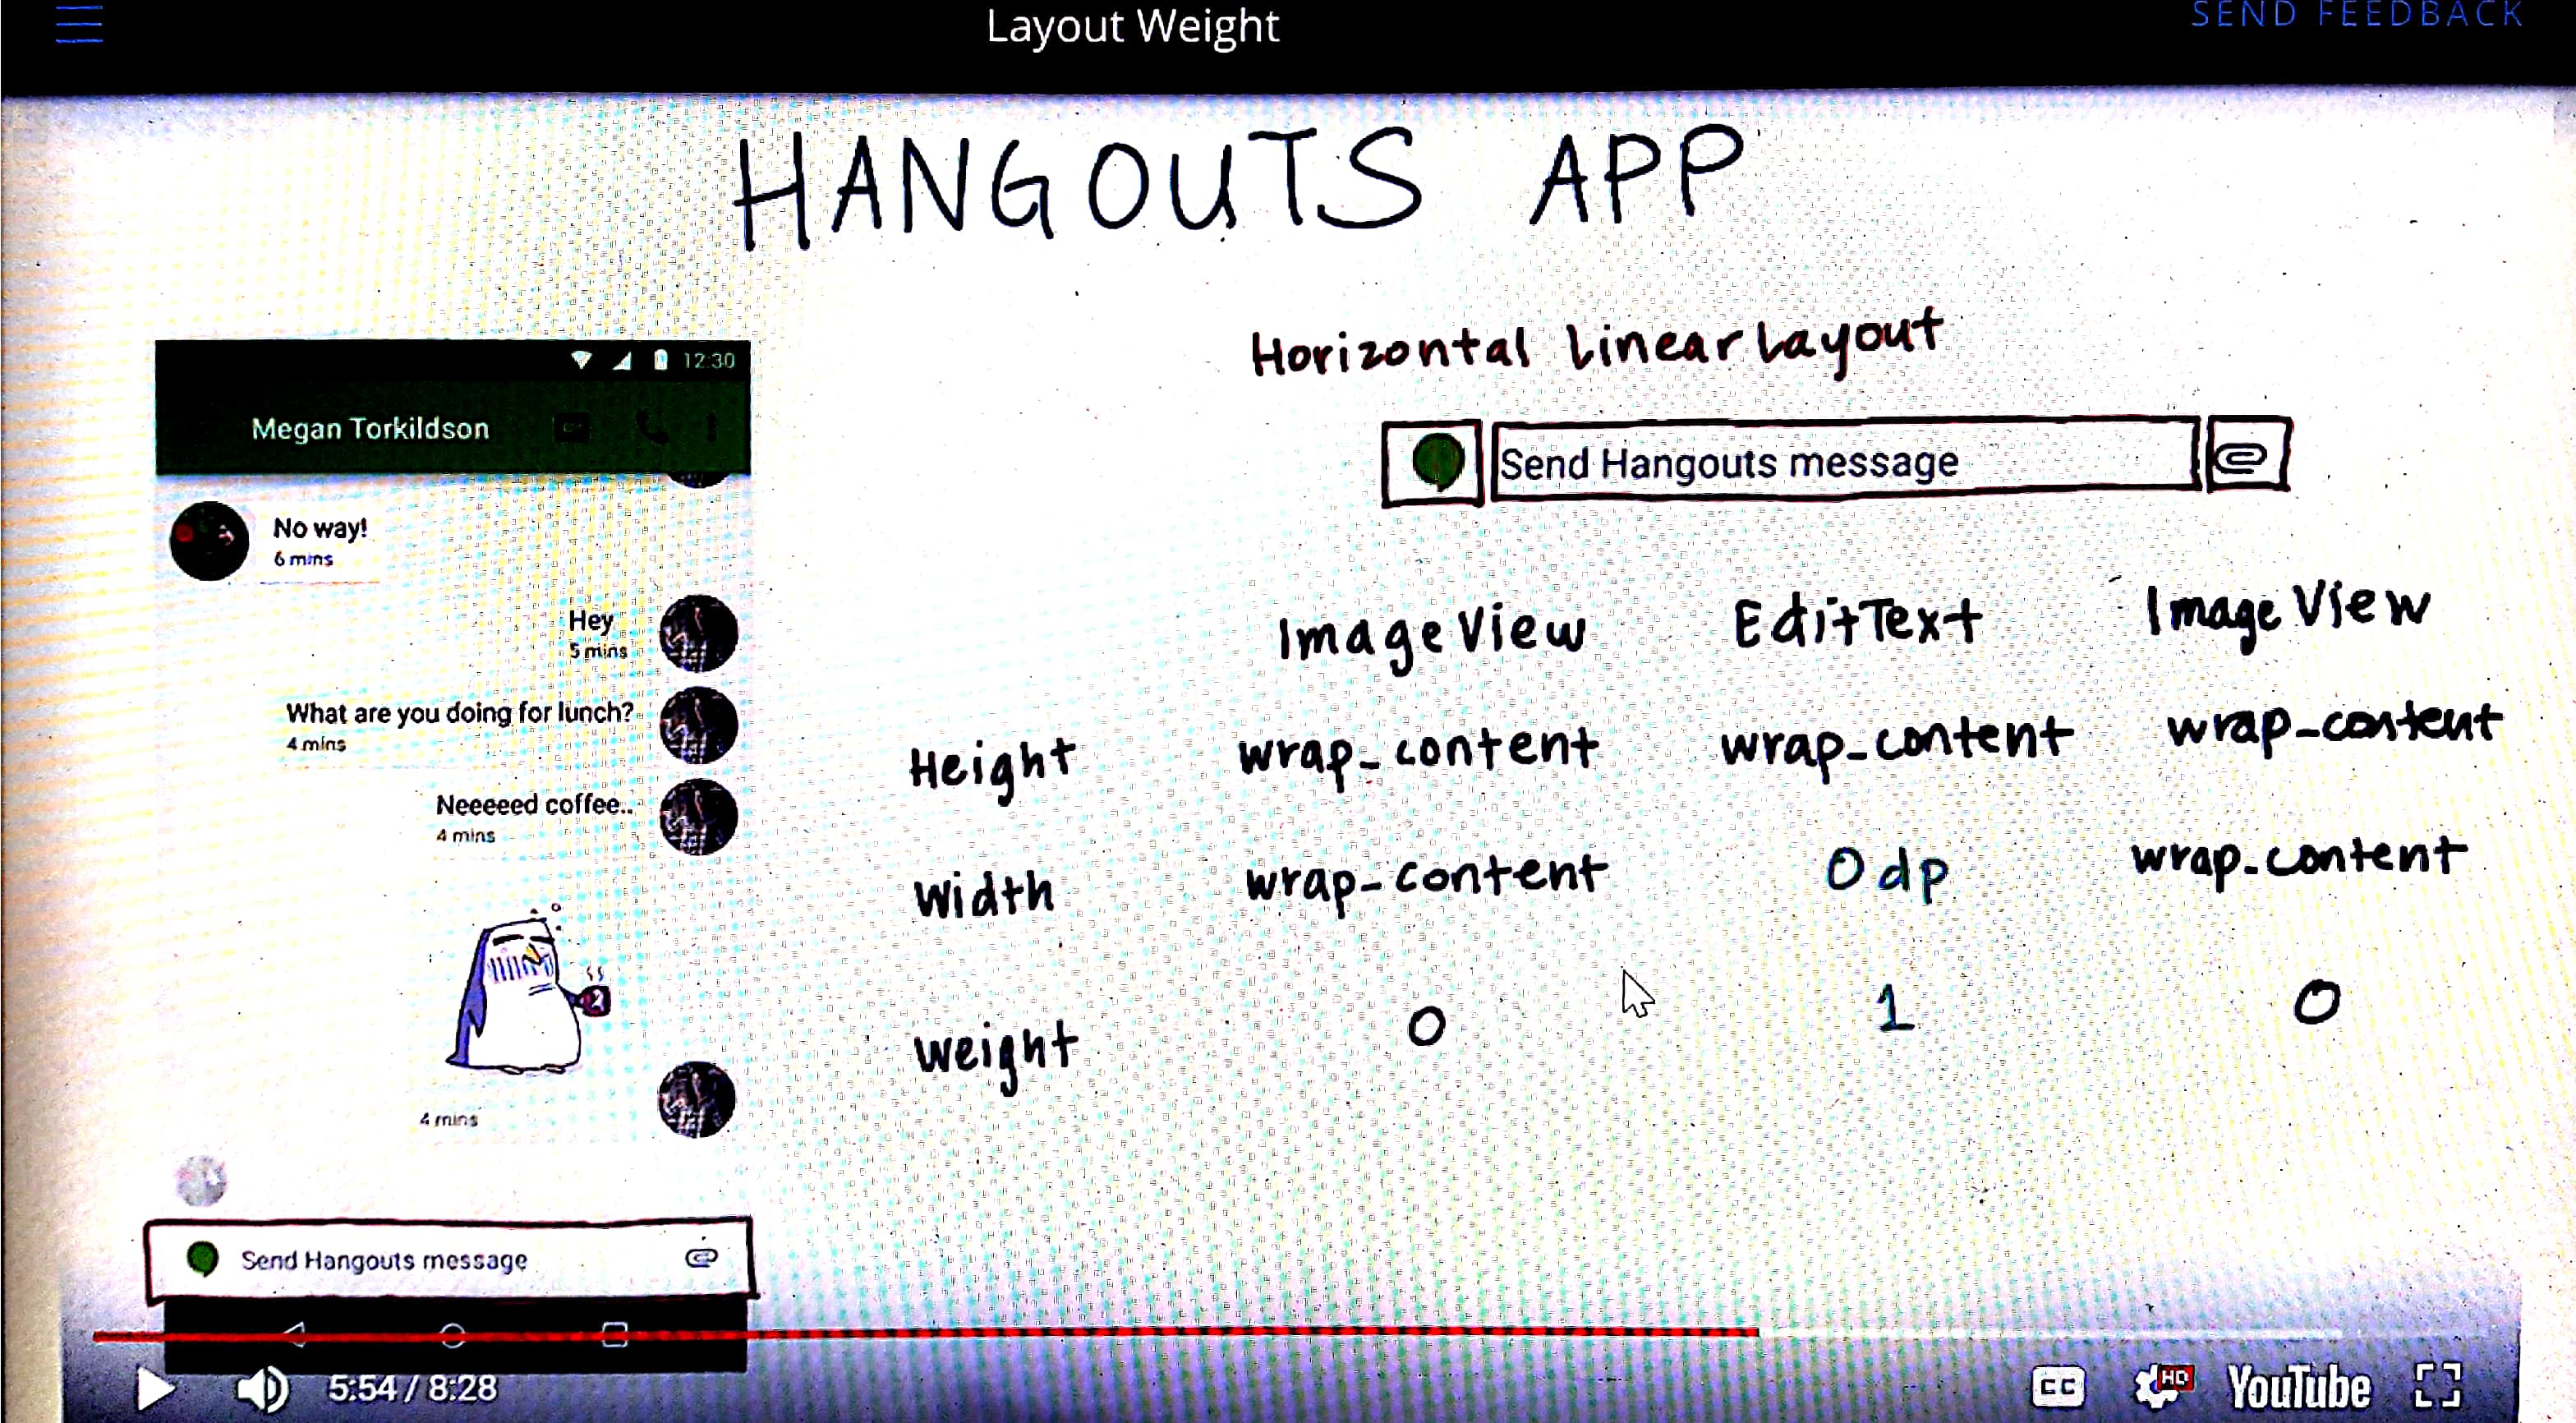 Layout Weight
SEND FEEDBACK
HANGOUTS APP
12:30
Megan Torkildson
No way!
6 mins
Hey
5 mins
What are you doing for lunch?
4 mins
Neeeeed coffee..
4 mins
4 mins
Send Hangouts message
Horizontal LinearLayout
Send Hangouts message
ImageView EditText ImageView
Height wrap_content wrap_content wrap_content
Width wrap_content 0dp wrap_content
Weight 0 1 0
5:54 / 8:28
CC
HD
YouTube